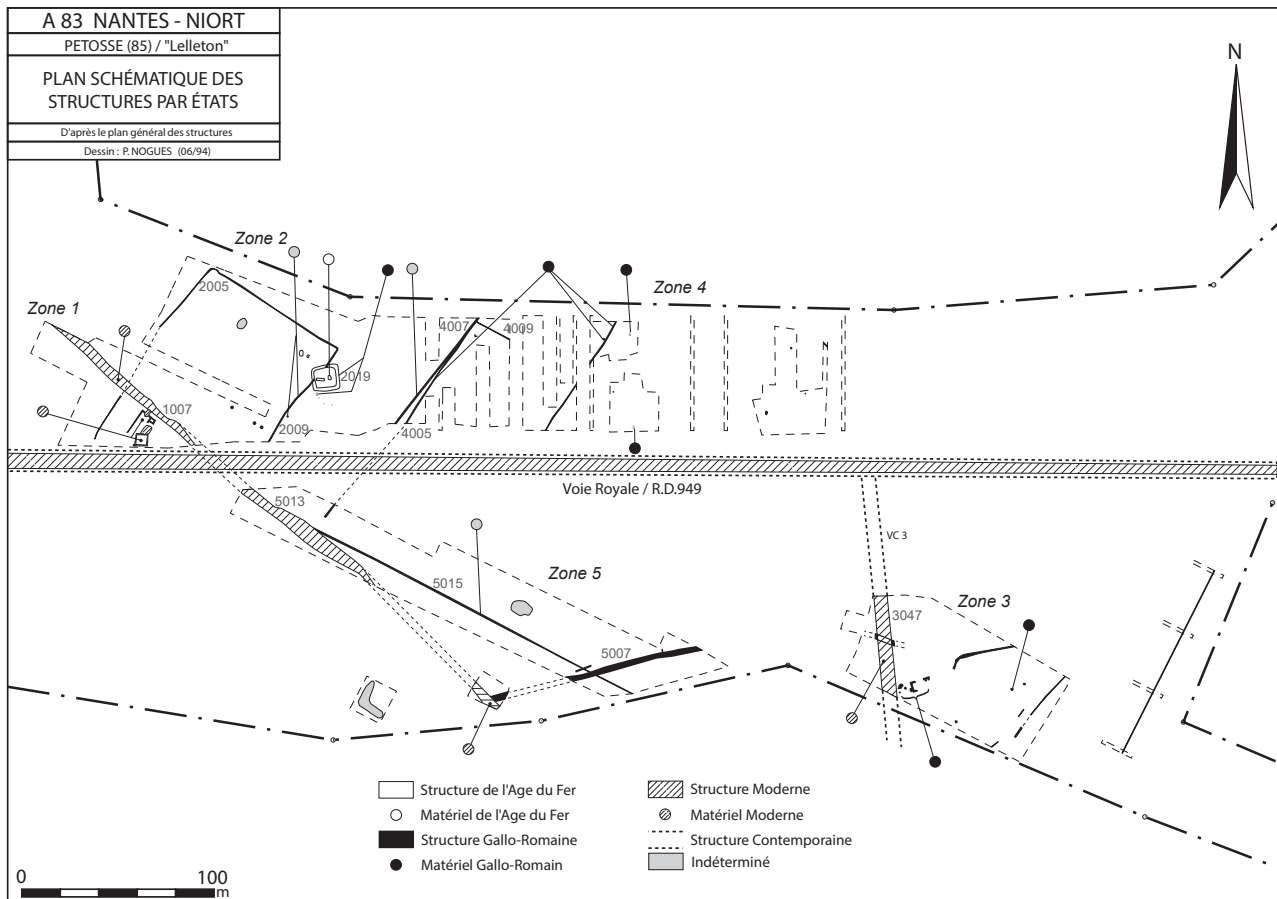 A 83 NANTES - NIORT
PETOSSE (85) / "Lelleton"
PLAN SCHÉMATIQUE DES
STRUCTURES PAR ÉTATS
D'après le plan général des structures
Dessin : P. NOGUES (06/94)
N
Zone 2
Zone 4
Zone 1
2005
4007
4009
2019
1007
2009
4005
Voie Royale / R.D.949
5013
VC 3
5015
Zone 5
Zone 3
3047
5007
Structure de l'Age du Fer
Matériel de l'Age du Fer
Structure Gallo-Romaine
Matériel Gallo-Romain
Structure Moderne
Matériel Moderne
Structure Contemporaine
Indéterminé
0 100
m